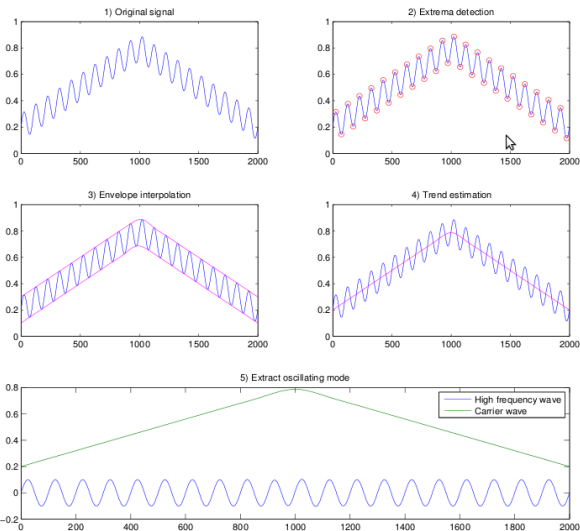 1) Original signal
1
0.8
0.6
0.4
0.2
0
0 500 1000 1500 2000
2) Extrema detection
1
0.8
0.6
0.4
0.2
0
0 500 1000 1500 2000
3) Envelope interpolation
1
0.8
0.6
0.4
0.2
0
0 500 1000 1500 2000
4) Trend estimation
1
0.8
0.6
0.4
0.2
0
0 500 1000 1500 2000
5) Extract oscillating mode
0.8
0.6
0.4
0.2
0
−0.2
High frequency wave
Carrier wave
0 200 400 600 800 1000 1200 1400 1600 1800 2000